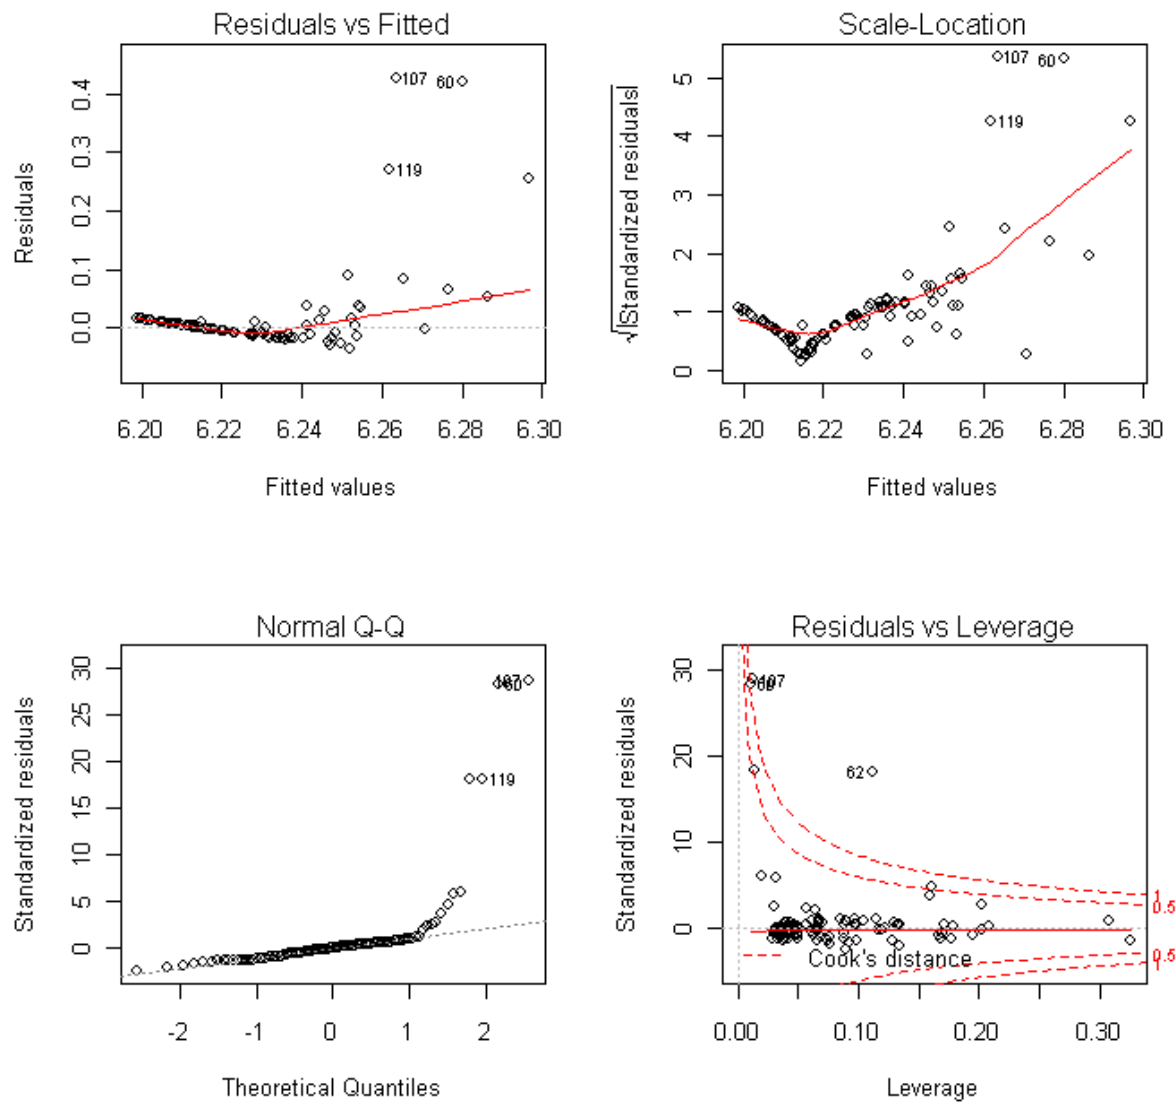 Residuals vs Fitted
Residuals
0.0 0.1 0.2 0.3 0.4
107 60
119
6.20 6.22 6.24 6.26 6.28 6.30
Fitted values
Scale-Location
√|Standardized residuals|
0 1 2 3 4 5
107 60
119
6.20 6.22 6.24 6.26 6.28 6.30
Fitted values
Normal Q-Q
Standardized residuals
0 5 10 15 20 25 30
107 60
119
-2 -1 0 1 2
Theoretical Quantiles
Residuals vs Leverage
Standardized residuals
0 10 20 30
107
60
62
1
0.5
0.5
1
Cook's distance
0.00 0.10 0.20 0.30
Leverage